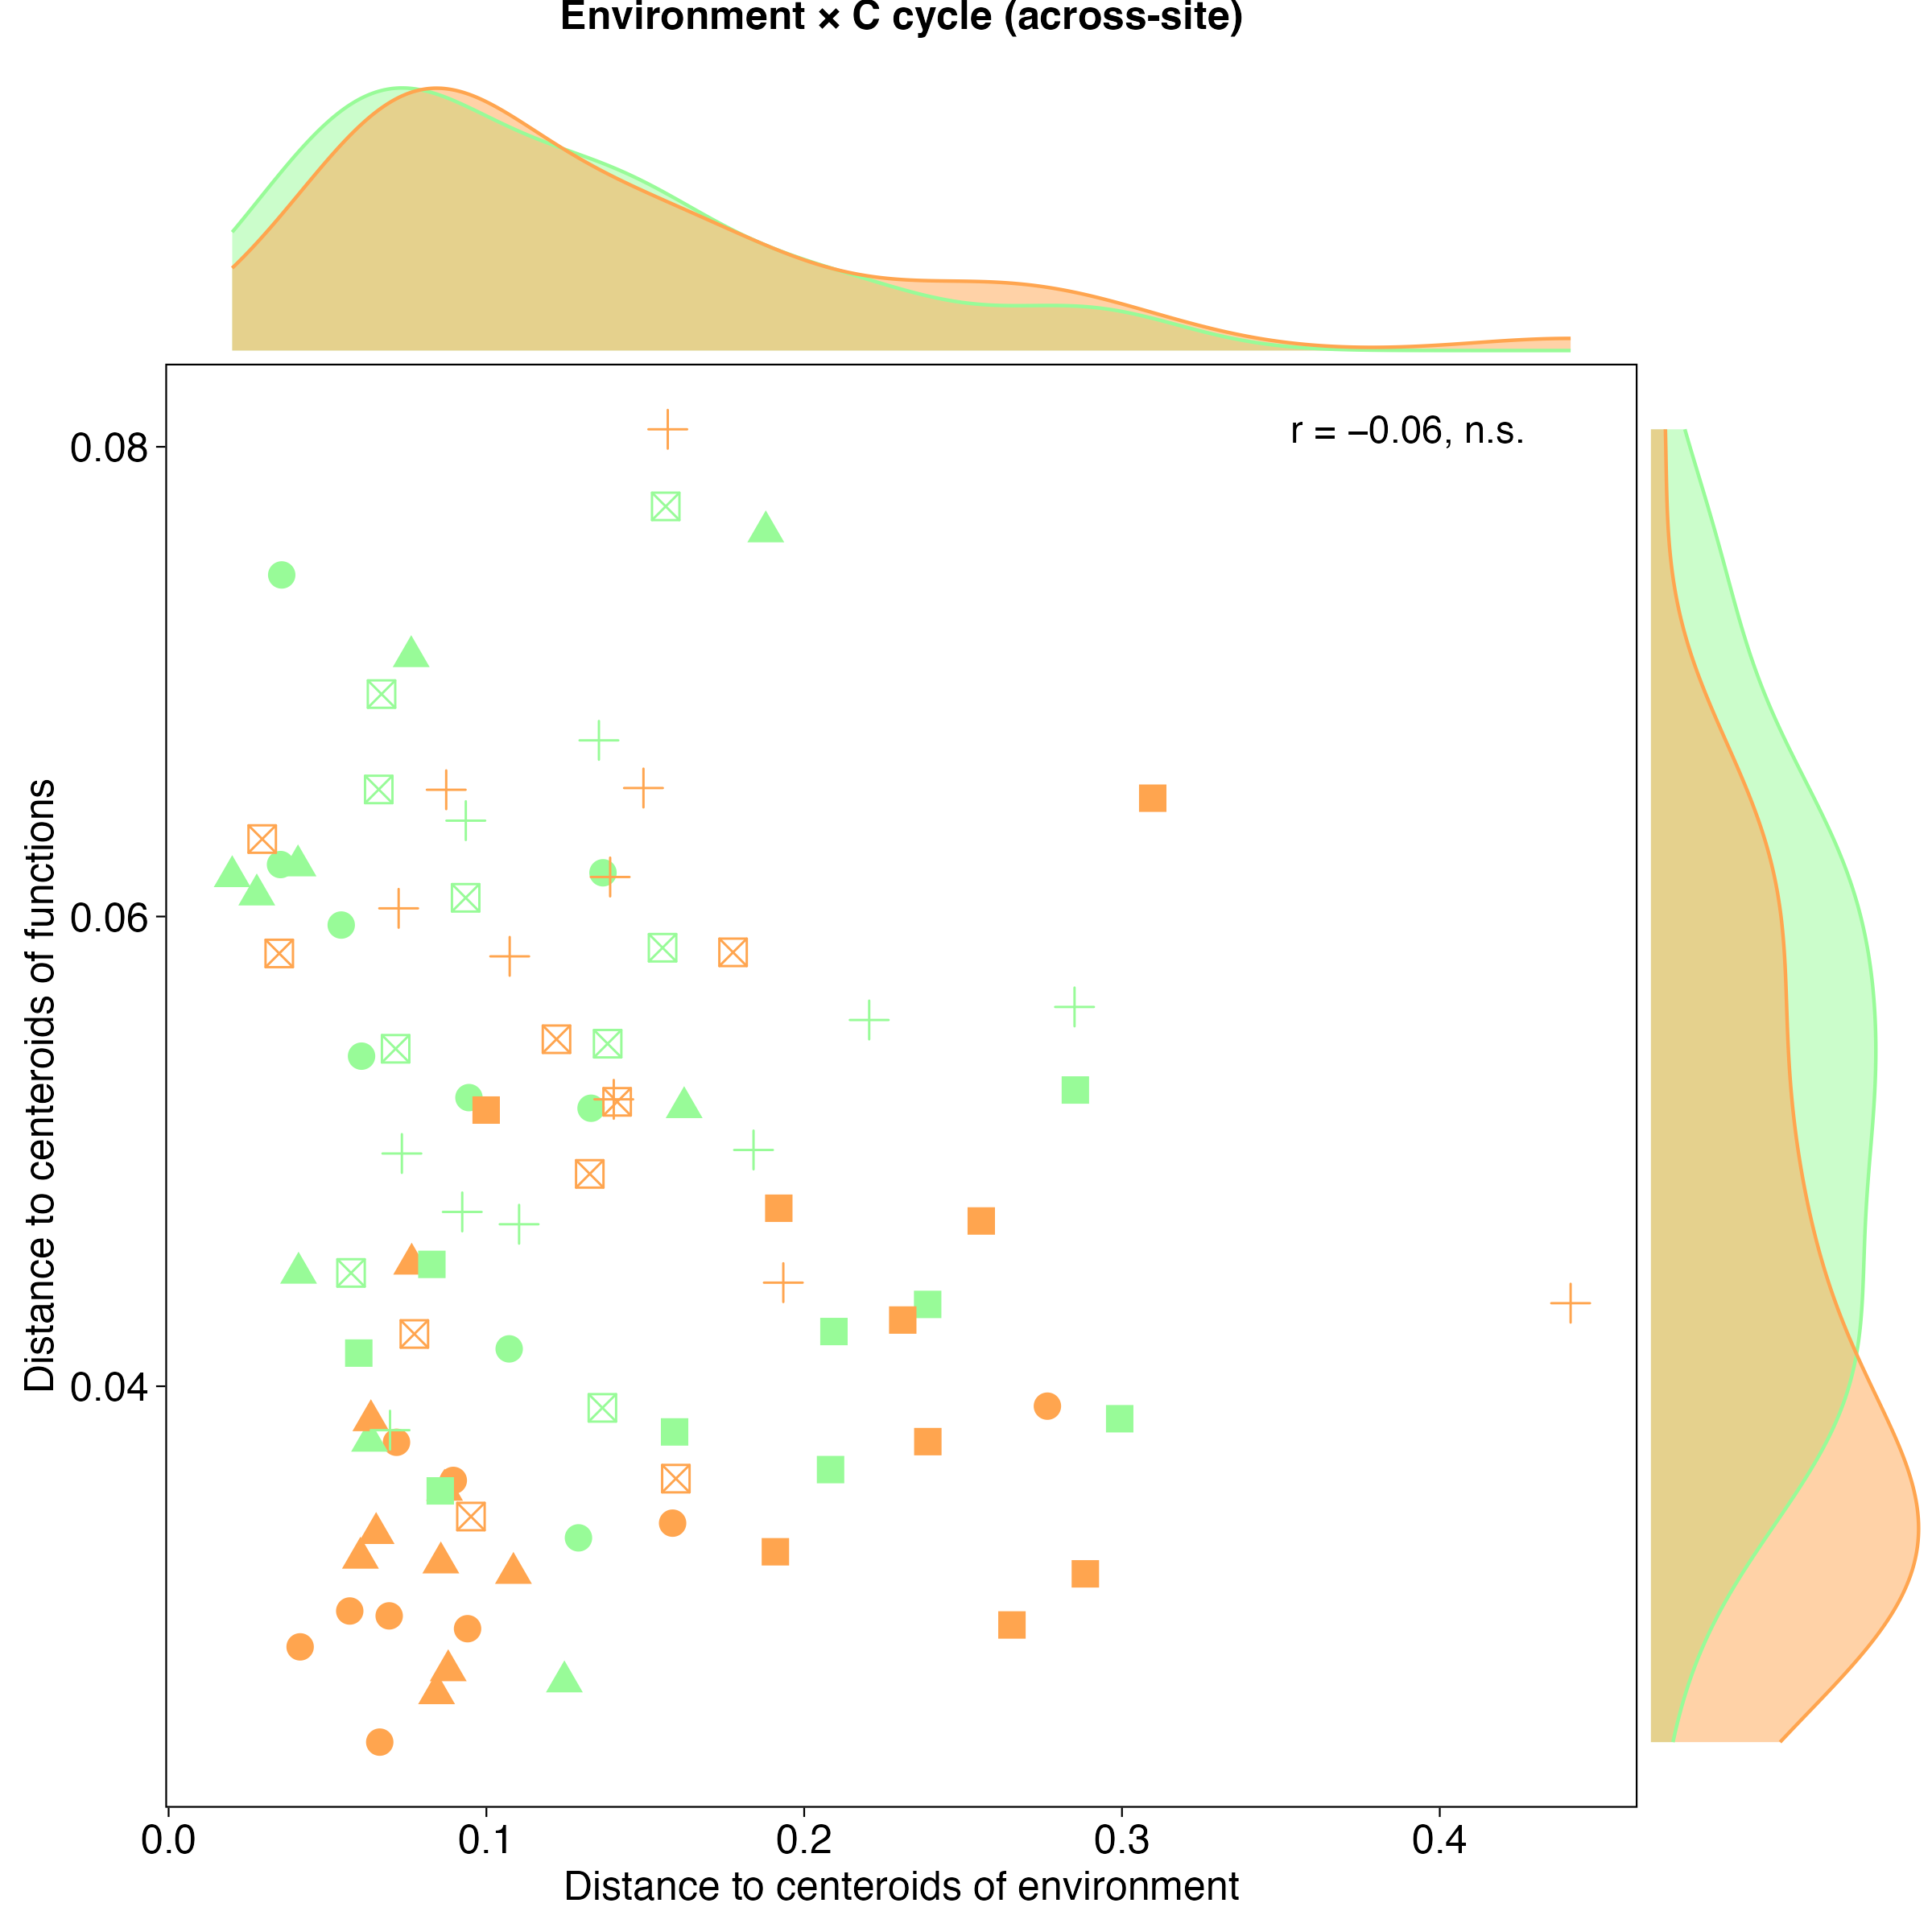 Environment × C cycle (across-site)
r = −0.06, n.s.
0.08
0.06
0.04
Distance to centeroids of functions
0.0 0.1 0.2 0.3 0.4
Distance to centeroids of environment